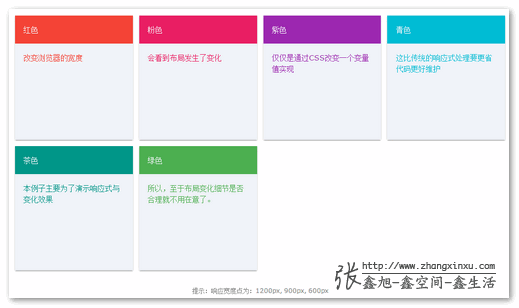 红色
粉色
紫色
青色
改变浏览器的宽度
会看到布局发生了变化
仅仅是通过CSS改变一个变量
值实现
这比传统的响应式处理要更省
代码更好维护
茶色
绿色
本例子主要为了演示响应式与
变化效果
所以，至于布局变化细节是否
合理就不用在意了。
提示：响应宽度点为：1200px, 900px, 600px
张
http://www.zhangxinxu.com
鑫旭-鑫空间-鑫生活